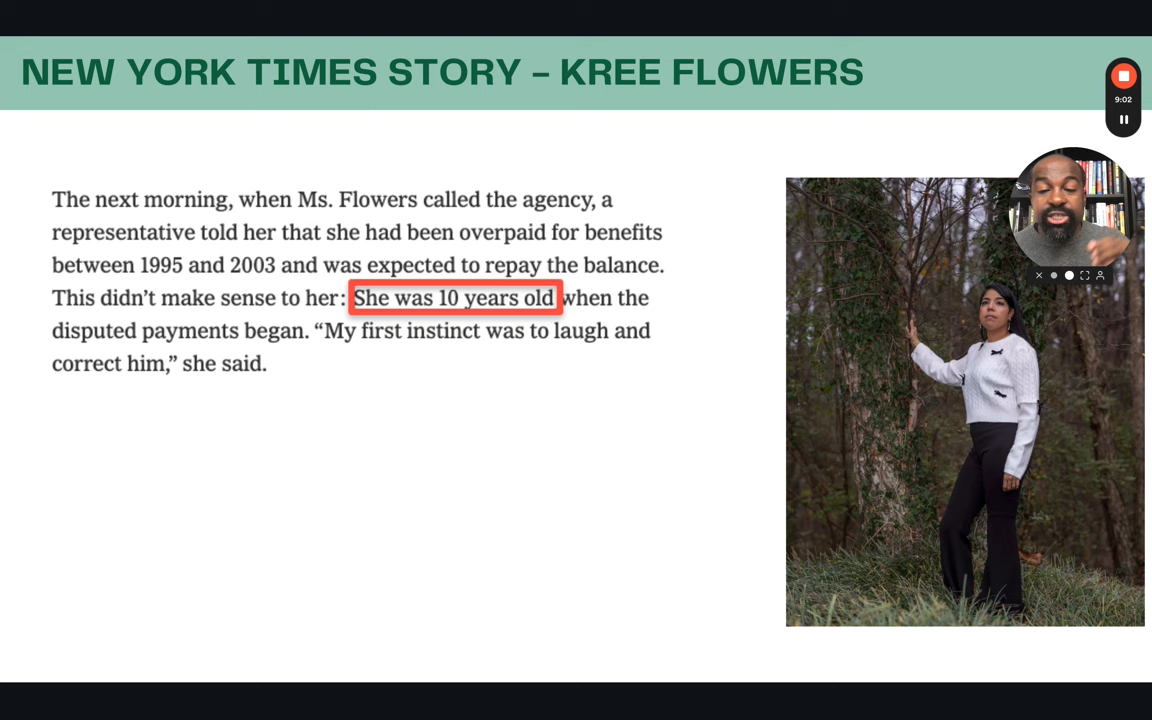 NEW YORK TIMES STORY – KREE FLOWERS
9:02
The next morning, when Ms. Flowers called the agency, a
representative told her that she had been overpaid for benefits
between 1995 and 2003 and was expected to repay the balance.
This didn’t make sense to her: She was 10 years old when the
disputed payments began. “My first instinct was to laugh and
correct him,” she said.